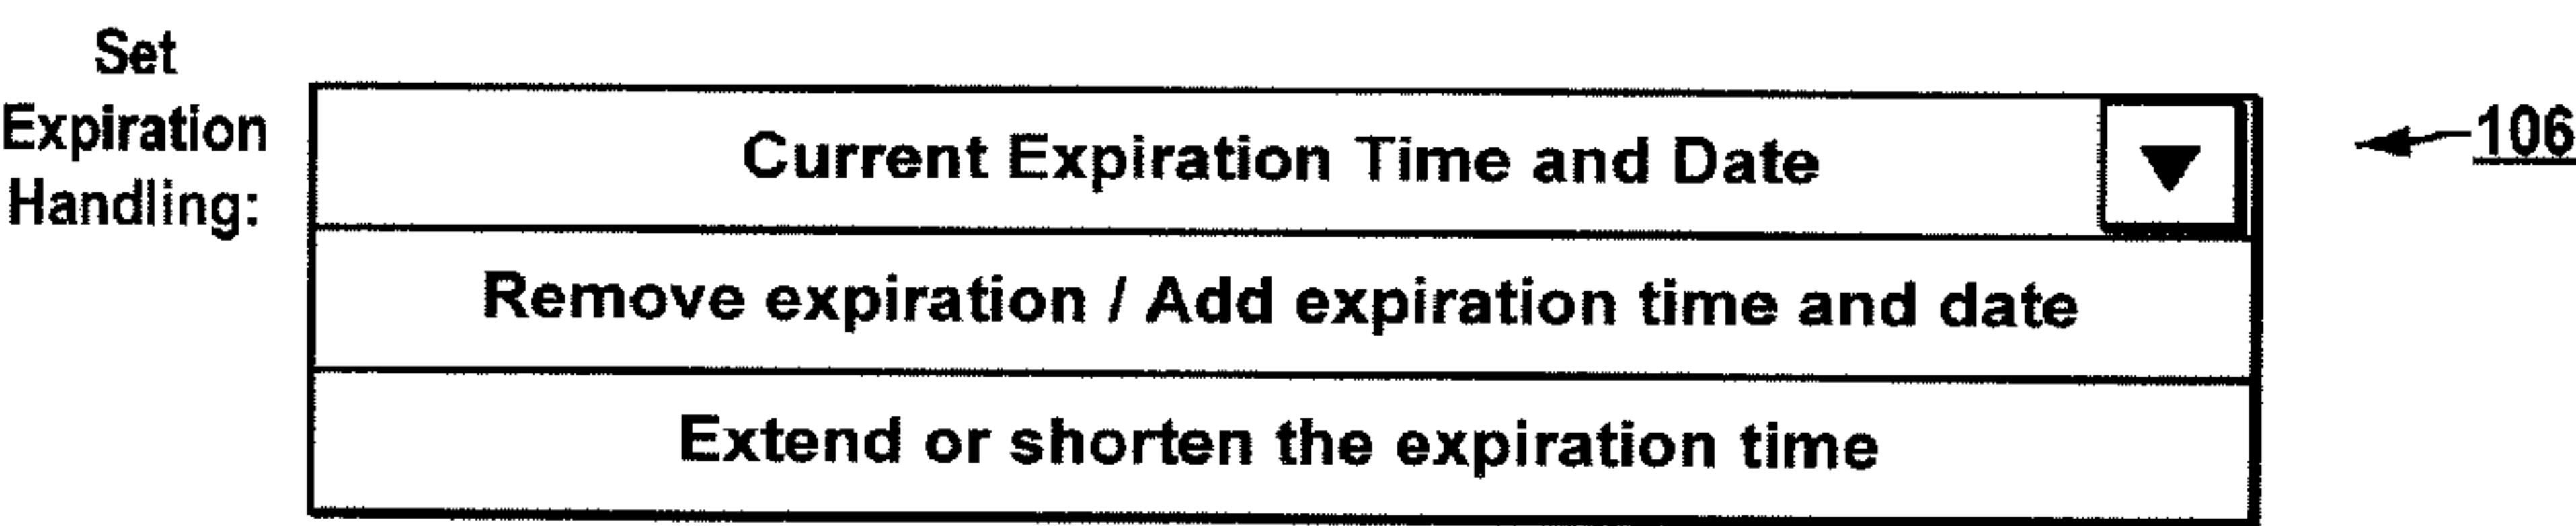 Set
Expiration
Handling:
Current Expiration Time and Date
106
Remove expiration / Add expiration time and date
Extend or shorten the expiration time